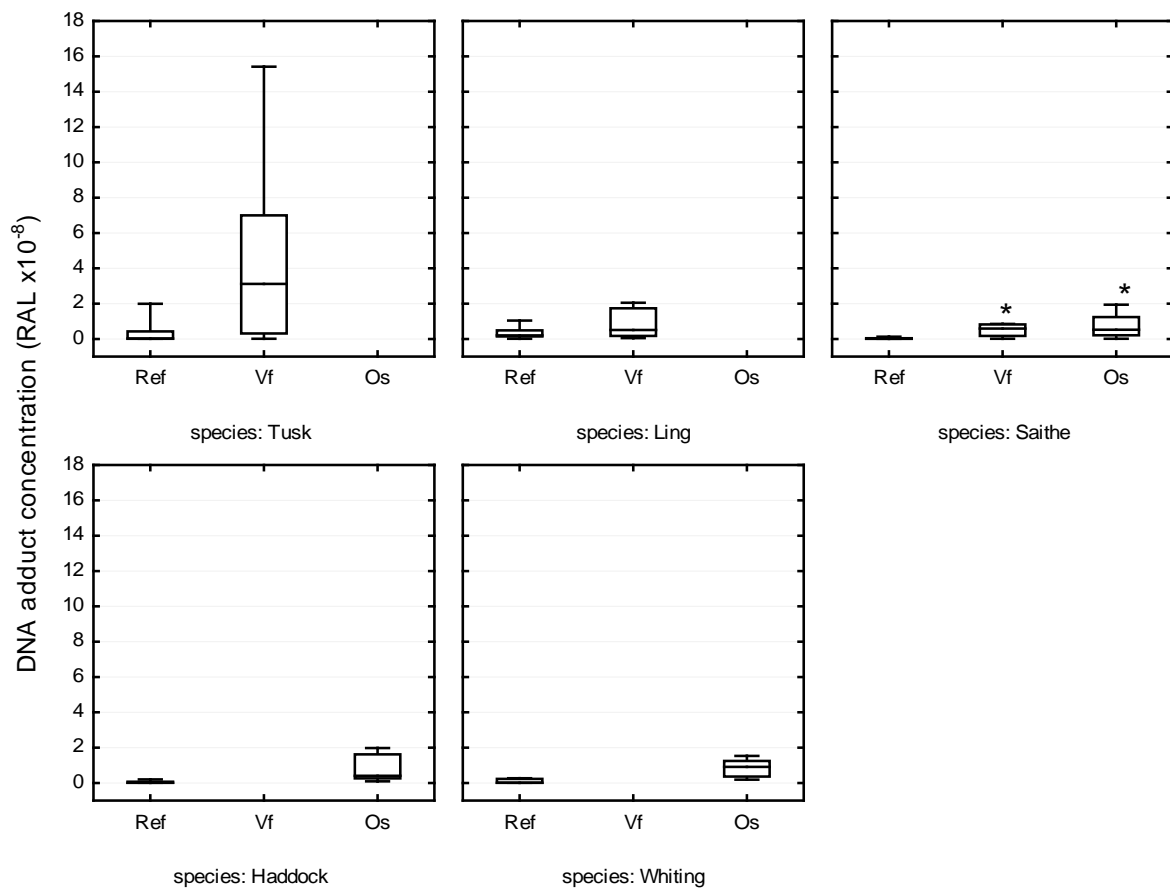 DNA adduct concentration (RAL x10-8)
18
16
14
12
10
8
6
4
2
0
Ref Vf Os
species: Tusk
Ref Vf Os
species: Ling
*
*
Ref Vf Os
species: Saithe
18
16
14
12
10
8
6
4
2
0
Ref Vf Os
species: Haddock
Ref Vf Os
species: Whiting